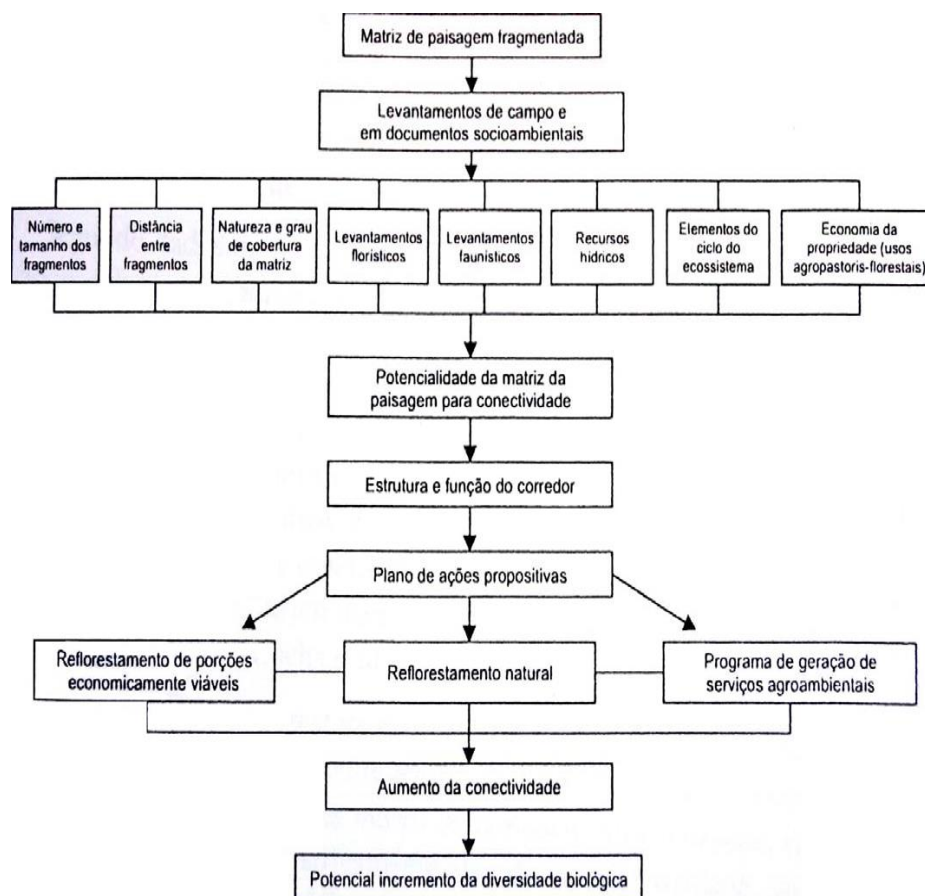 Matriz de paisagem fragmentada
Levantamentos de campo e
em documentos socioambientais
Número e
tamanho dos
fragmentos
Distância
entre
fragmentos
Natureza e grau
de cobertura
da matriz
Levantamentos
florísticos
Levantamentos
faunísticos
Recursos
hídricos
Elementos do
ciclo do
ecossistema
Economia da
propriedade (usos
agropastoris-florestais)
Potencialidade da matriz da
paisagem para conectividade
Estrutura e função do corredor
Plano de ações propositivas
Reflorestamento de porções
economicamente viáveis
Reflorestamento natural
Programa de geração de
serviços agroambientais
Aumento da conectividade
Potencial incremento da diversidade biológica